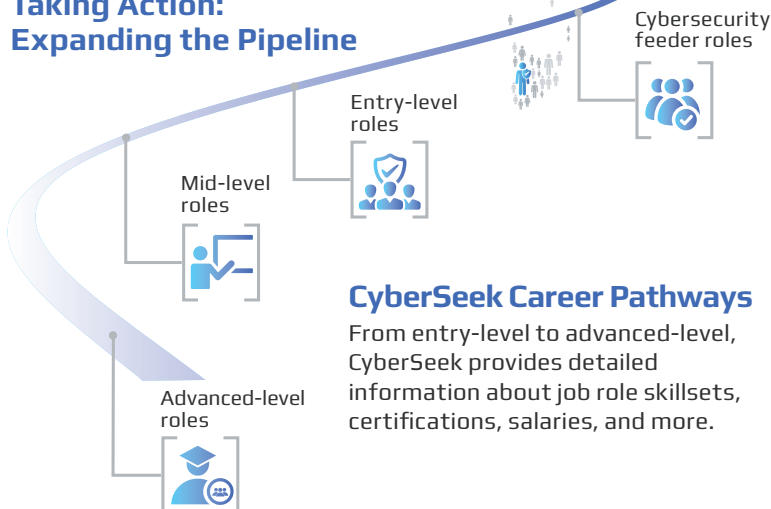 Taking Action:
Expanding the Pipeline
Cybersecurity
feeder roles
Entry-level
roles
Mid-level
roles
CyberSeek Career Pathways
From entry-level to advanced-level,
CyberSeek provides detailed
information about job role skillsets,
certifications, salaries, and more.
Advanced-level
roles